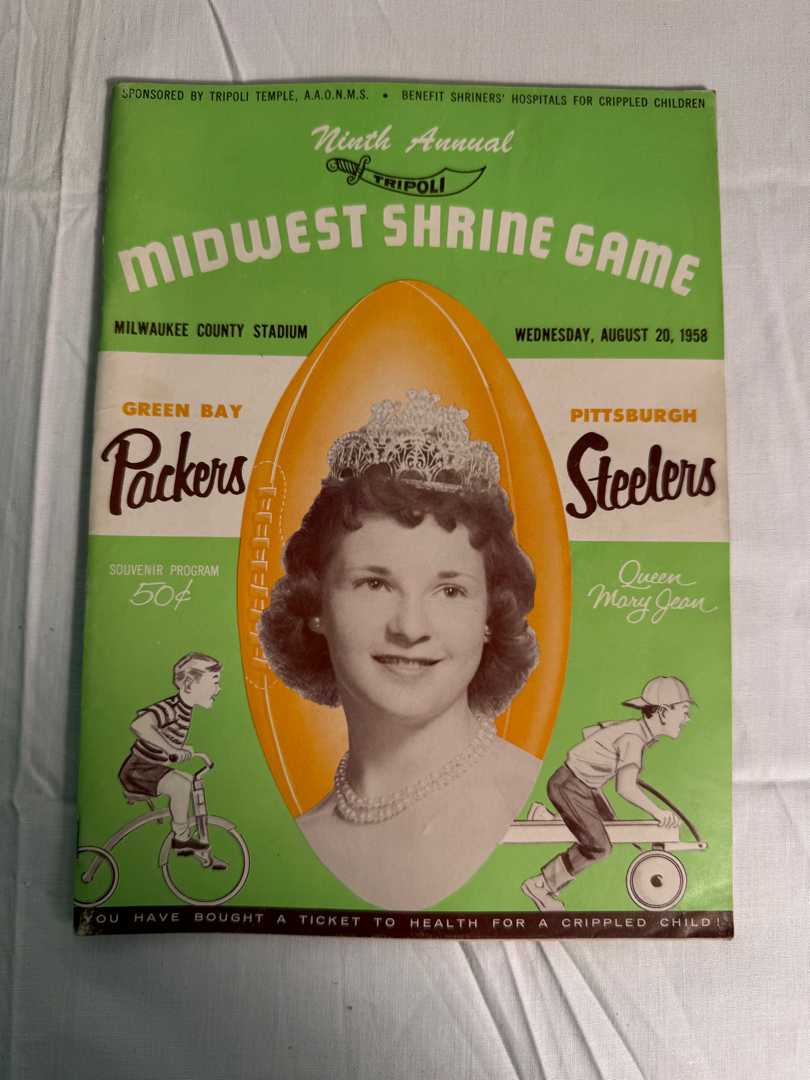 SPONSORED BY TRIPOLI TEMPLE, A.A.O.N.M.S. • BENEFIT SHRINERS' HOSPITALS FOR CRIPPLED CHILDREN
Ninth Annual
TRIPOLI
MIDWEST SHRINE GAME
MILWAUKEE COUNTY STADIUM
WEDNESDAY, AUGUST 20, 1958
GREEN BAY
Packers
PITTSBURGH
Steelers
SOUVENIR PROGRAM
50¢
Queen
Mary Jean
YOU HAVE BOUGHT A TICKET TO HEALTH FOR A CRIPPLED CHILD!